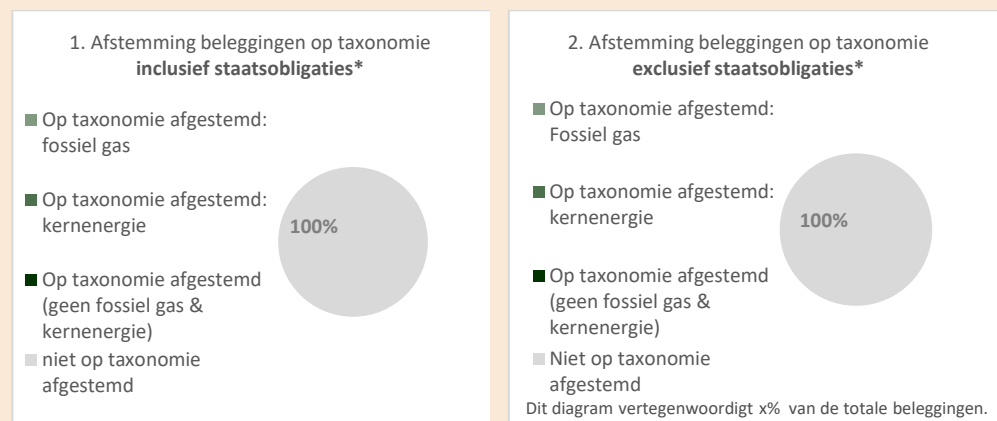 1. Afstemming beleggingen op taxonomie
inclusief staatsobligaties*
Op taxonomie afgestemd:
fossiel gas
Op taxonomie afgestemd:
kernenergie
Op taxonomie afgestemd
(geen fossiel gas &
kernenergie)
niet op taxonomie
afgestemd
100%
2. Afstemming beleggingen op taxonomie
exclusief staatsobligaties*
Op taxonomie afgestemd:
Fossiel gas
Op taxonomie afgestemd:
kernenergie
Op taxonomie afgestemd
(geen fossiel gas &
kernenergie)
Niet op taxonomie
afgestemd
100%
Dit diagram vertegenwoordigt x% van de totale beleggingen.